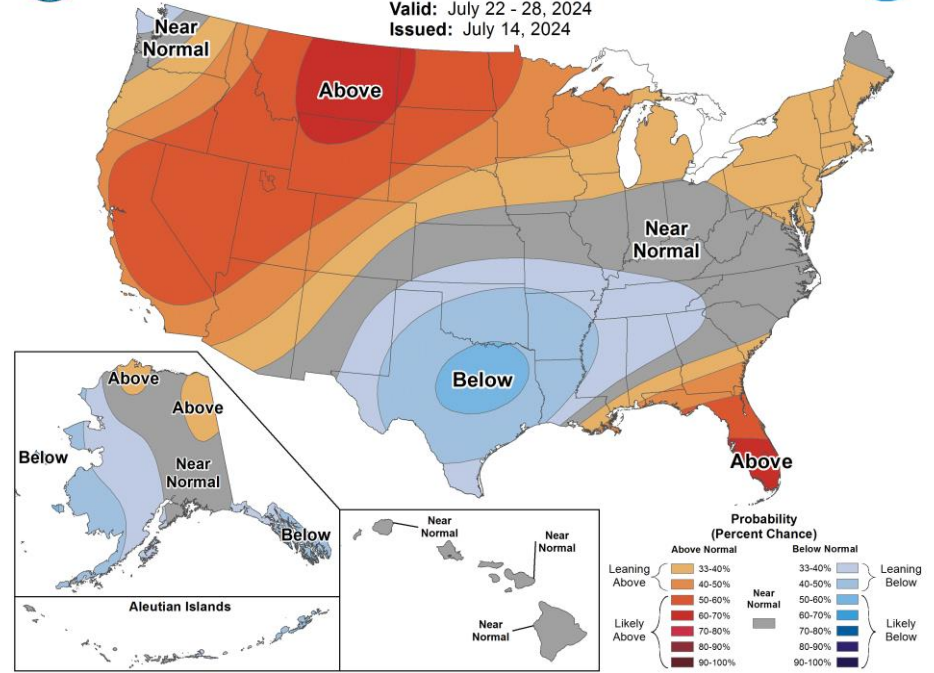 Valid: July 22 - 28, 2024
Issued: July 14, 2024
Near
Normal
Above
Near
Normal
Below
Above
Above
Above
Below
Near
Normal
Below
Aleutian Islands
Near
Normal
Near
Normal
Near
Normal
Probability
(Percent Chance)
Above Normal
Below Normal
Leaning
Above
33-40%
40-50%
Likely
Above
50-60%
60-70%
70-80%
80-90%
90-100%
Near
Normal
33-40%
40-50%
Leaning
Below
50-60%
60-70%
70-80%
80-90%
90-100%
Likely
Below